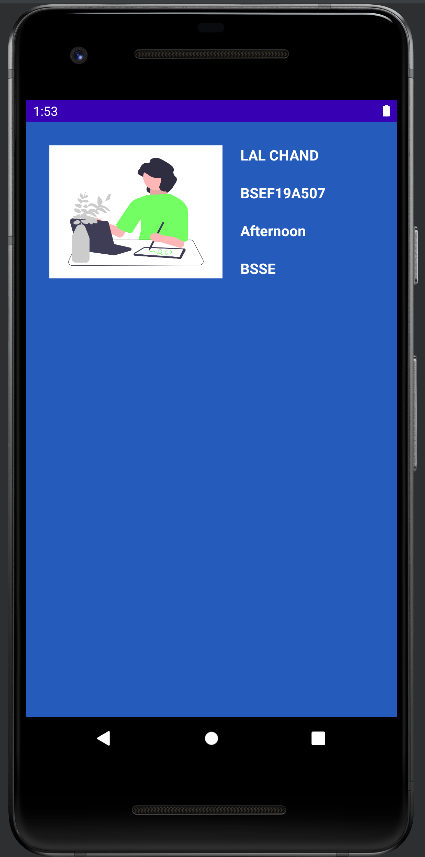 1:53
LAL CHAND
BSEF19A507
Afternoon
BSSE